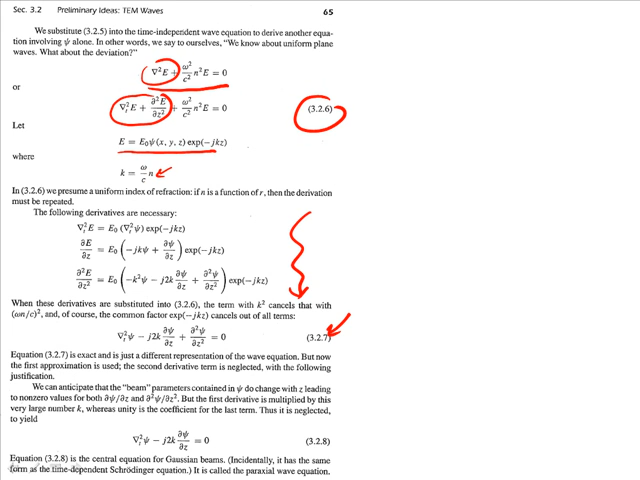 Sec. 3.2 Preliminary Ideas: TEM Waves 65
We substitute (3.2.5) into the time-independent wave equation to derive another equa-
tion involving ψ alone. In other words, we say to ourselves, "We know about uniform plane
waves. What about the deviation?"
∇²E + ω²/c² n²E = 0
or
∇ₜ²E + ∂²E/∂z² + ω²/c² n²E = 0 (3.2.6)
Let
E = E₀ψ(x, y, z) exp(−jkz)
where
k = ω/c n
In (3.2.6) we presume a uniform index of refraction: if n is a function of r, then the derivation
must be repeated.
The following derivatives are necessary:
∇ₜ²E = E₀ (∇ₜ²ψ) exp(−jkz)
∂E/∂z = E₀ (−jkψ + ∂ψ/∂z) exp(−jkz)
∂²E/∂z² = E₀ (−k²ψ − j2k ∂ψ/∂z + ∂²ψ/∂z²) exp(−jkz)
When these derivatives are substituted into (3.2.6), the term with k² cancels that with
(ωn/c)², and, of course, the common factor exp(−jkz) cancels out of all terms:
∇ₜ²ψ − j2k ∂ψ/∂z + ∂²ψ/∂z² = 0 (3.2.7)
Equation (3.2.7) is exact and is just a different representation of the wave equation. But now
the first approximation is used; the second derivative term is neglected, with the following
justification.
We can anticipate that the "beam" parameters contained in ψ do change with z leading
to nonzero values for both ∂ψ/∂z and ∂²ψ/∂z². But the first derivative is multiplied by this
very large number k, whereas unity is the coefficient for the last term. Thus it is neglected,
to yield
∇ₜ²ψ − j2k ∂ψ/∂z = 0 (3.2.8)
Equation (3.2.8) is the central equation for Gaussian beams. (Incidentally, it has the same
form as the time-dependent Schrödinger equation.) It is called the paraxial wave equation.